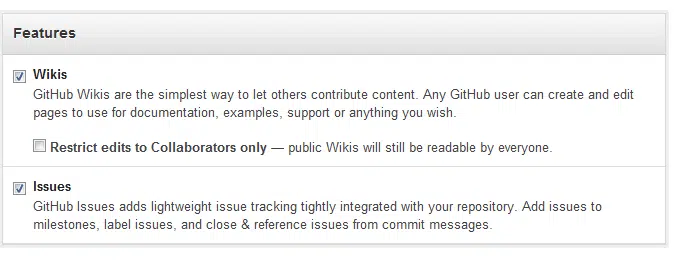 Features
Wikis
GitHub Wikis are the simplest way to let others contribute content. Any GitHub user can create and edit
pages to use for documentation, examples, support or anything you wish.
Restrict edits to Collaborators only — public Wikis will still be readable by everyone.
Issues
GitHub Issues adds lightweight issue tracking tightly integrated with your repository. Add issues to
milestones, label issues, and close & reference issues from commit messages.